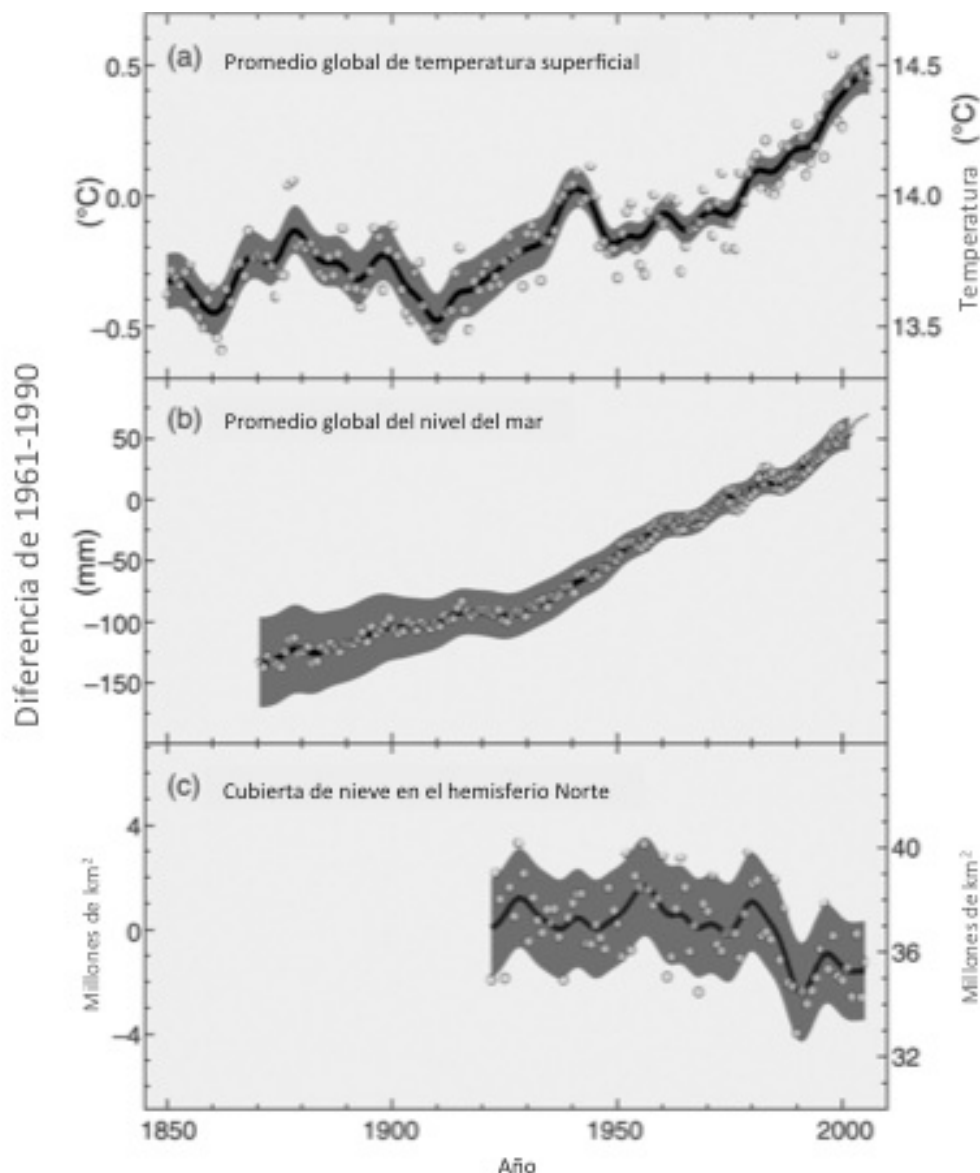 (a) Promedio global de temperatura superficial
0.5
0.0
−0.5
(°C)
14.5
14.0
13.5
Temperatura (°C)
Diferencia de 1961-1990
(b) Promedio global del nivel del mar
50
0
−50
−100
−150
(mm)
(c) Cubierta de nieve en el hemisferio Norte
4
0
−4
Millones de km²
40
36
32
Millones de km²
1850 1900 1950 2000
Año